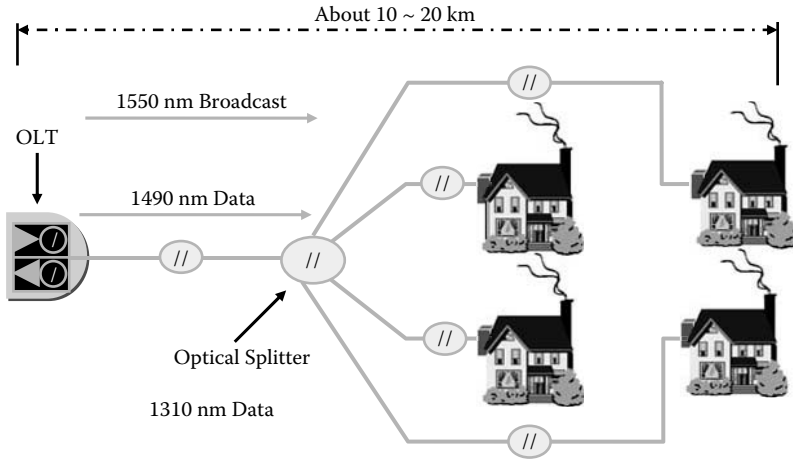 About 10 ~ 20 km
1550 nm Broadcast
OLT
1490 nm Data
//
//
//
//
//
//
/
/
Optical Splitter
1310 nm Data